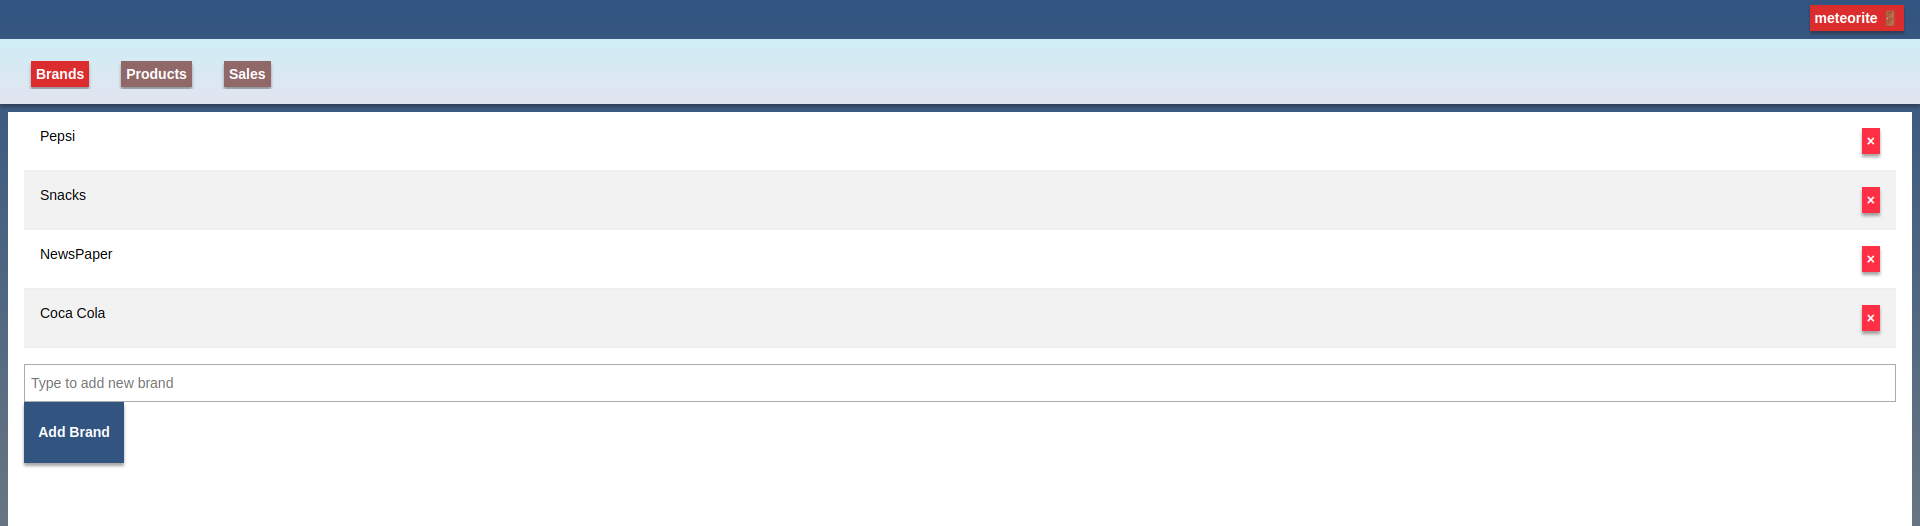 meteorite 🚪
Brands Products Sales
Pepsi ×
Snacks ×
NewsPaper ×
Coca Cola ×
Type to add new brand
Add Brand